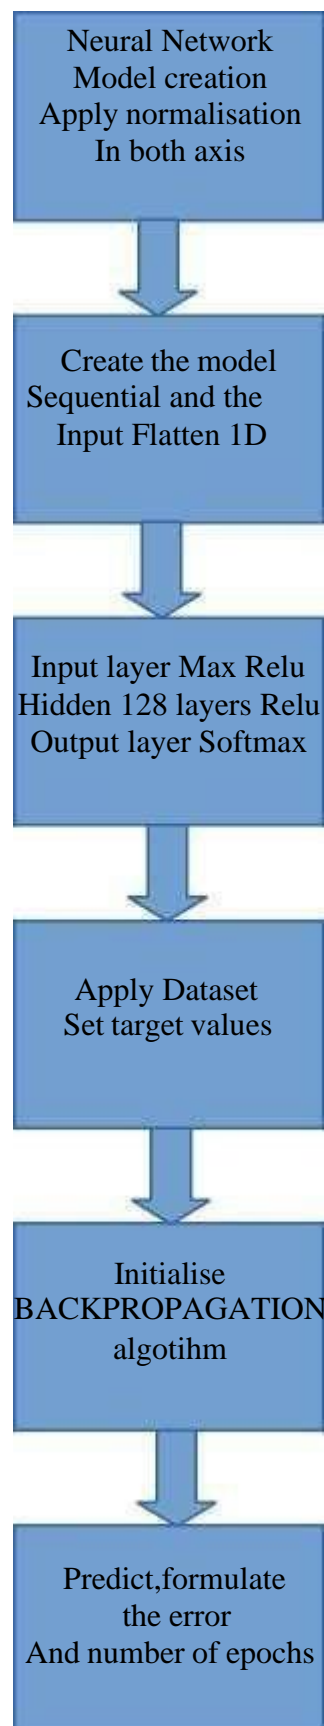 Neural Network
Model creation
Apply normalisation
In both axis
Create the model
Sequential and the
Input Flatten 1D
Input layer Max Relu
Hidden 128 layers Relu
Output layer Softmax
Apply Dataset
Set target values
Initialise
BACKPROPAGATION
algotihm
Predict,formulate
the error
And number of epochs